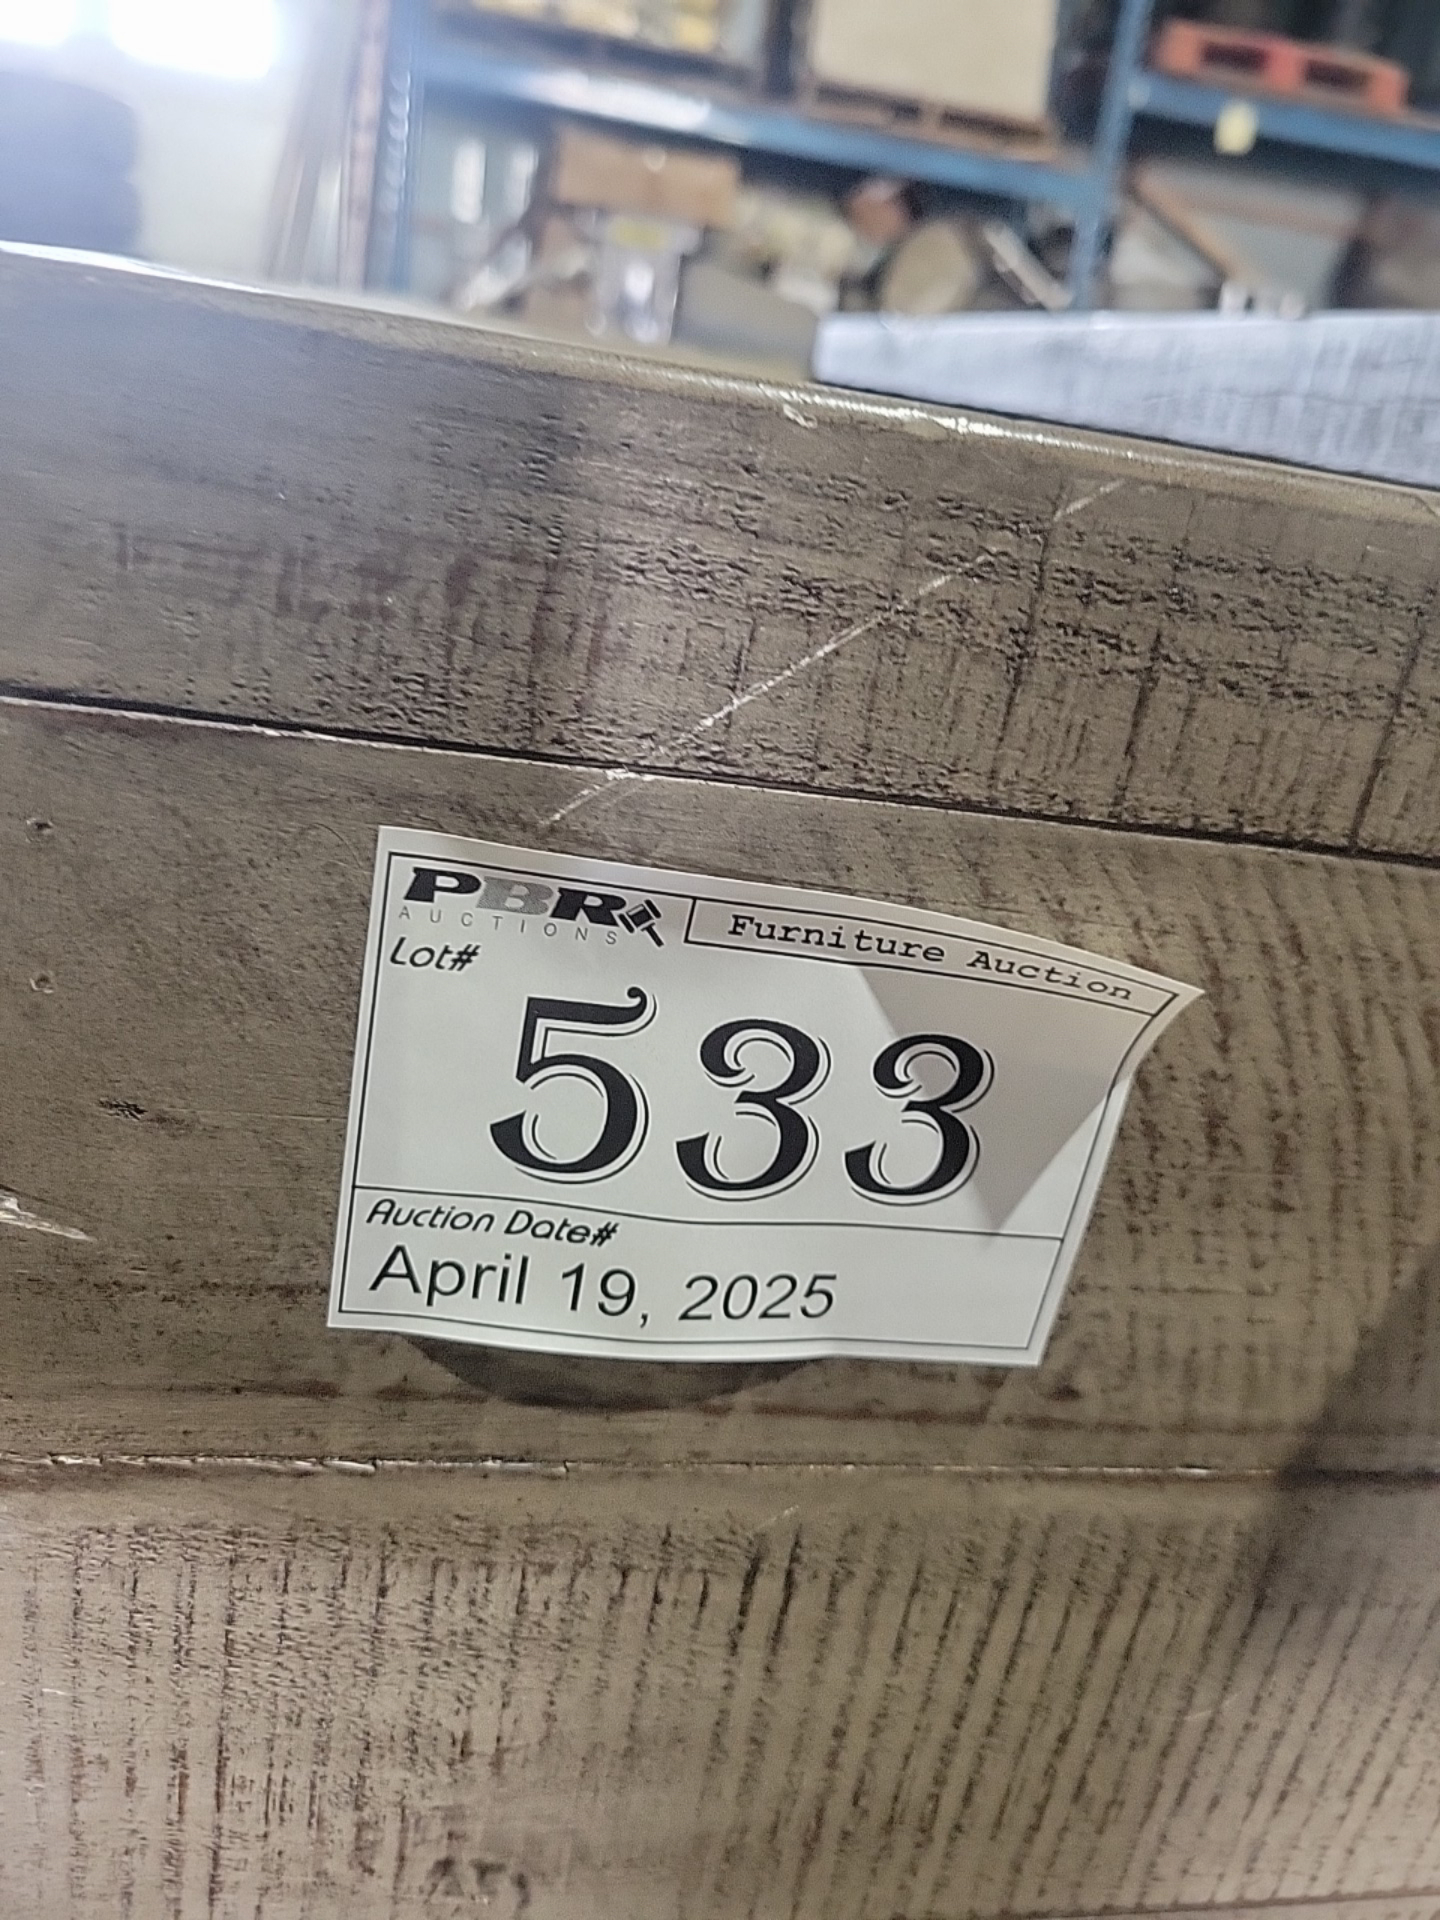 PBR
AUCTIONS
Furniture Auction
Lot#
533
Auction Date#
April 19, 2025